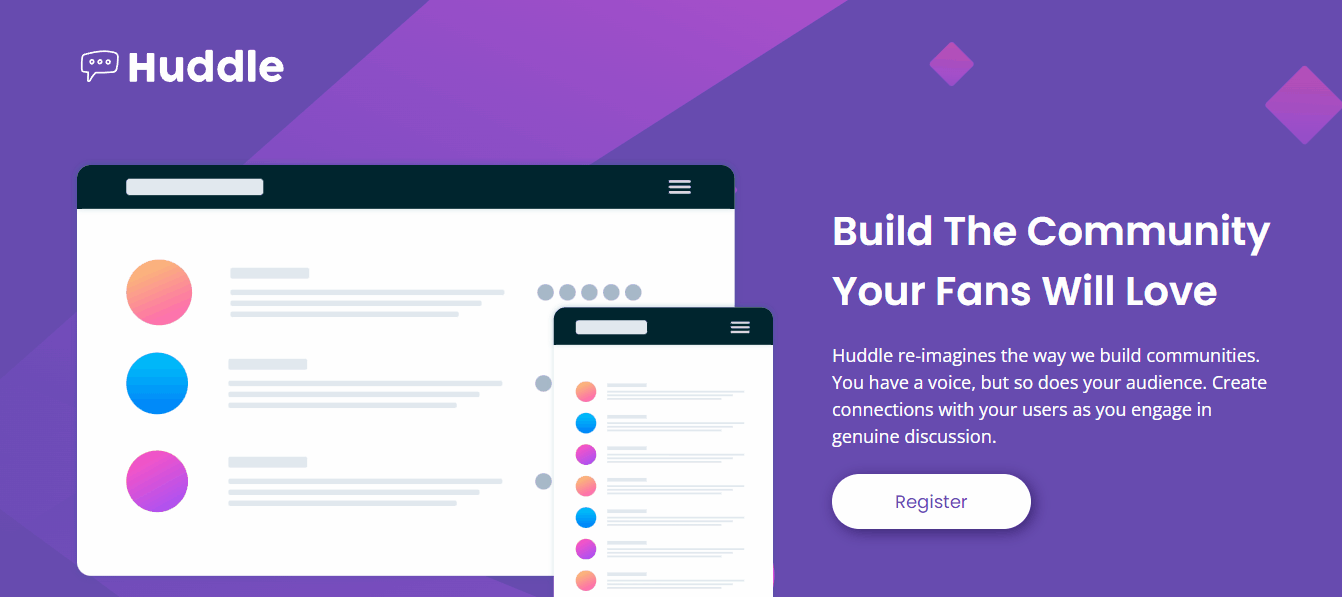 Huddle
Build The Community
Your Fans Will Love
Huddle re-imagines the way we build communities.
You have a voice, but so does your audience. Create
connections with your users as you engage in
genuine discussion.
Register